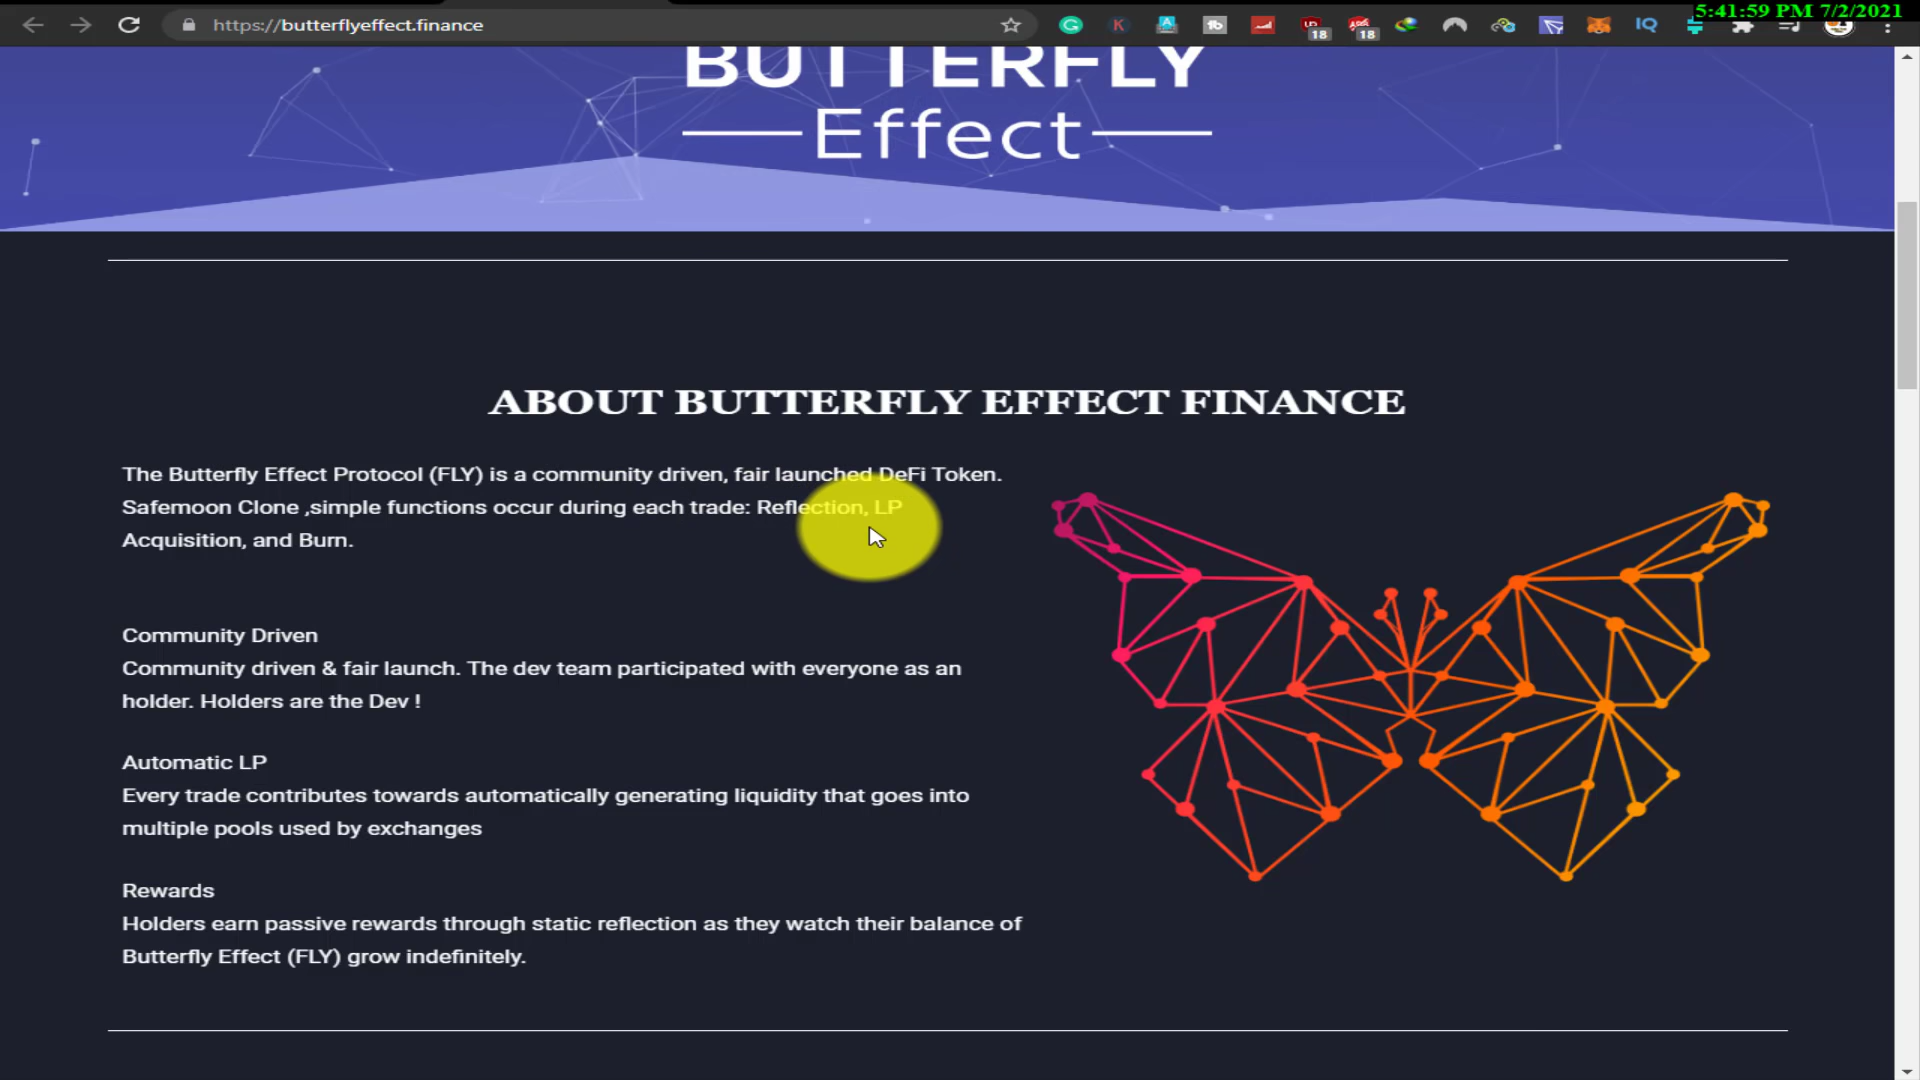 5:41:59 PM 7/2/2021
https://butterflyeffect.finance
18
18
IQ
BUTTERFLY
Effect
ABOUT BUTTERFLY EFFECT FINANCE
The Butterfly Effect Protocol (FLY) is a community driven, fair launched DeFi Token.
Safemoon Clone ,simple functions occur during each trade: Reflection, LP
Acquisition, and Burn.
Community Driven
Community driven & fair launch. The dev team participated with everyone as an
holder. Holders are the Dev !
Automatic LP
Every trade contributes towards automatically generating liquidity that goes into
multiple pools used by exchanges
Rewards
Holders earn passive rewards through static reflection as they watch their balance of
Butterfly Effect (FLY) grow indefinitely.